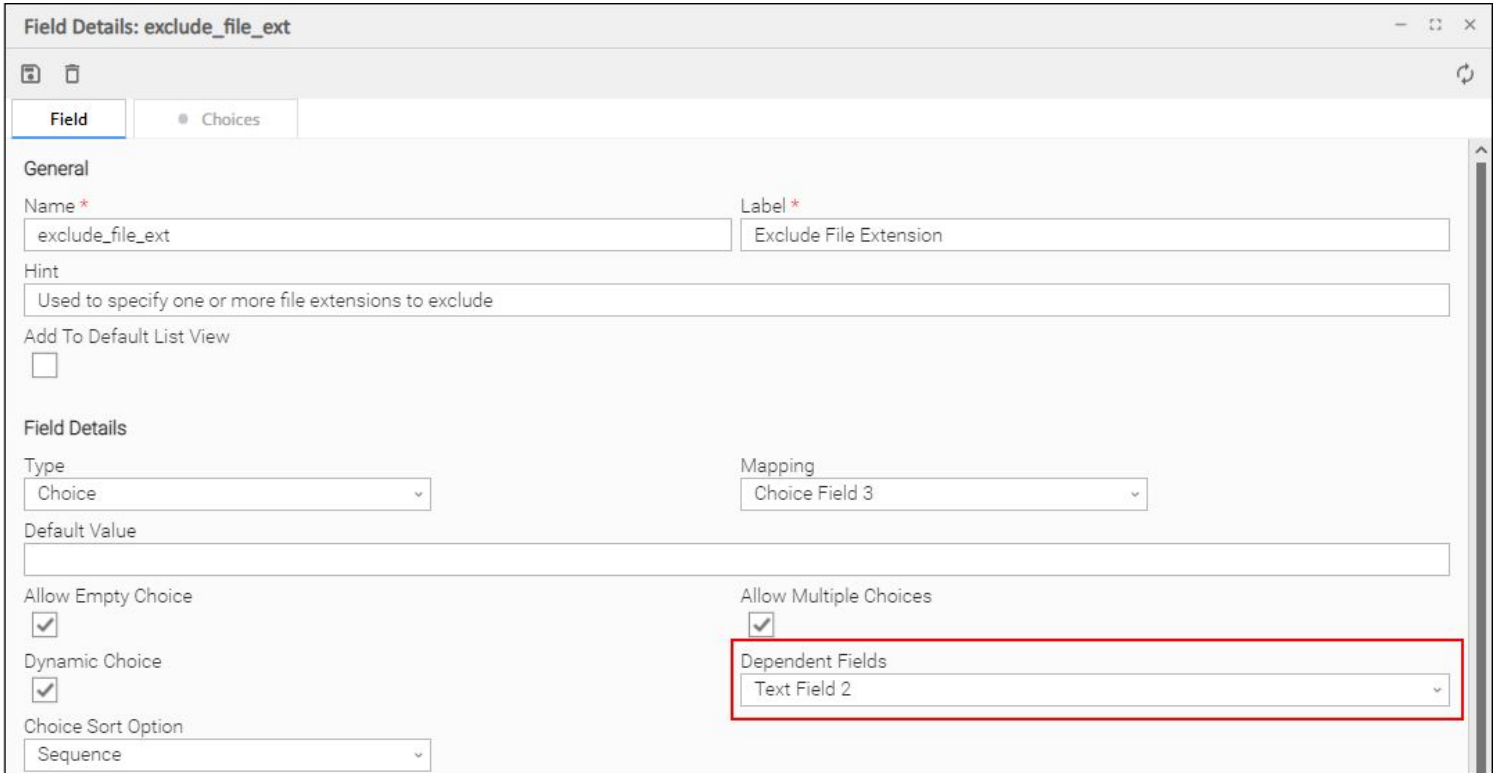 Field Details: exclude_file_ext
Field
Choices
General
Name *
Label *
exclude_file_ext
Exclude File Extension
Hint
Used to specify one or more file extensions to exclude
Add To Default List View
Field Details
Type
Mapping
Choice
Choice Field 3
Default Value
Allow Empty Choice
Allow Multiple Choices
Dynamic Choice
Dependent Fields
Text Field 2
Choice Sort Option
Sequence